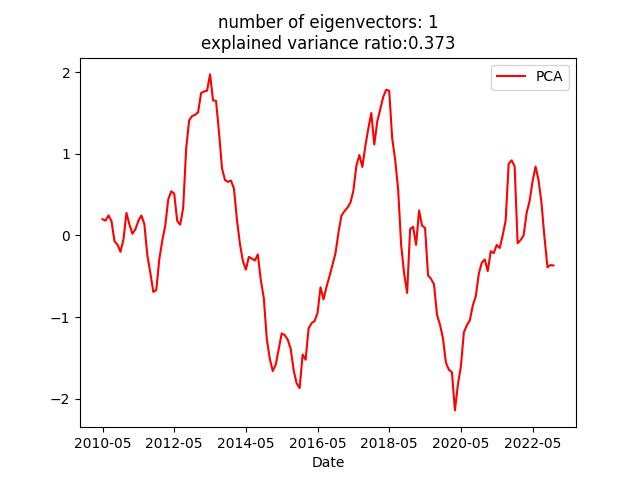 number of eigenvectors: 1
explained variance ratio:0.373
PCA
2
1
0
−1
−2
2010-05 2012-05 2014-05 2016-05 2018-05 2020-05 2022-05
Date